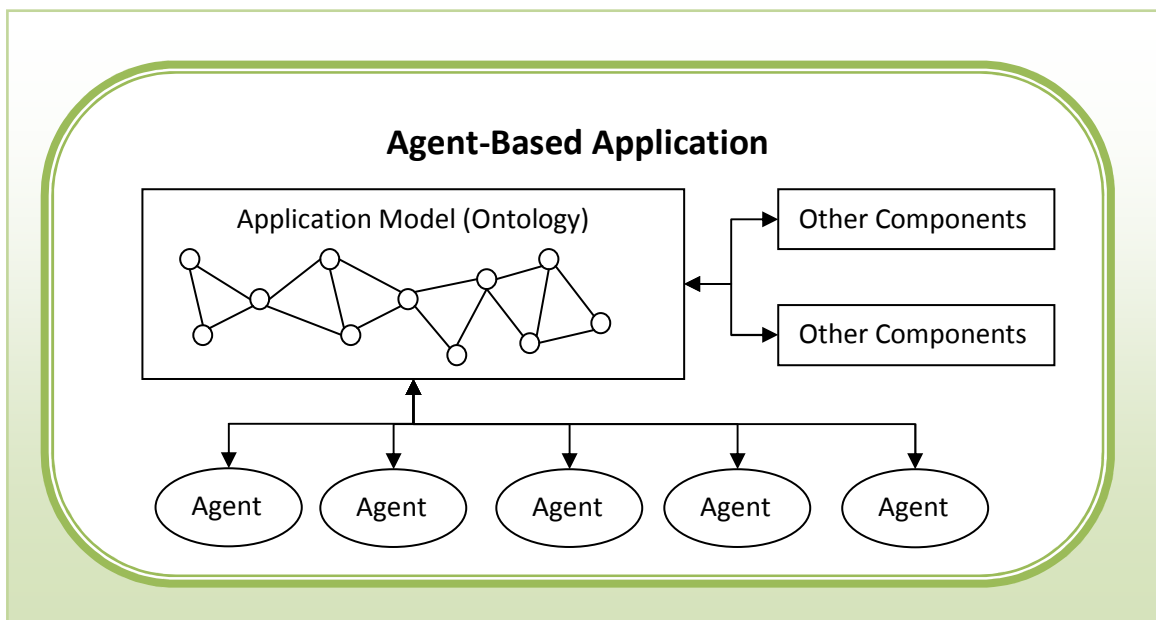 Agent-Based Application
Application Model (Ontology)
Other Components
Other Components
Agent
Agent
Agent
Agent
Agent